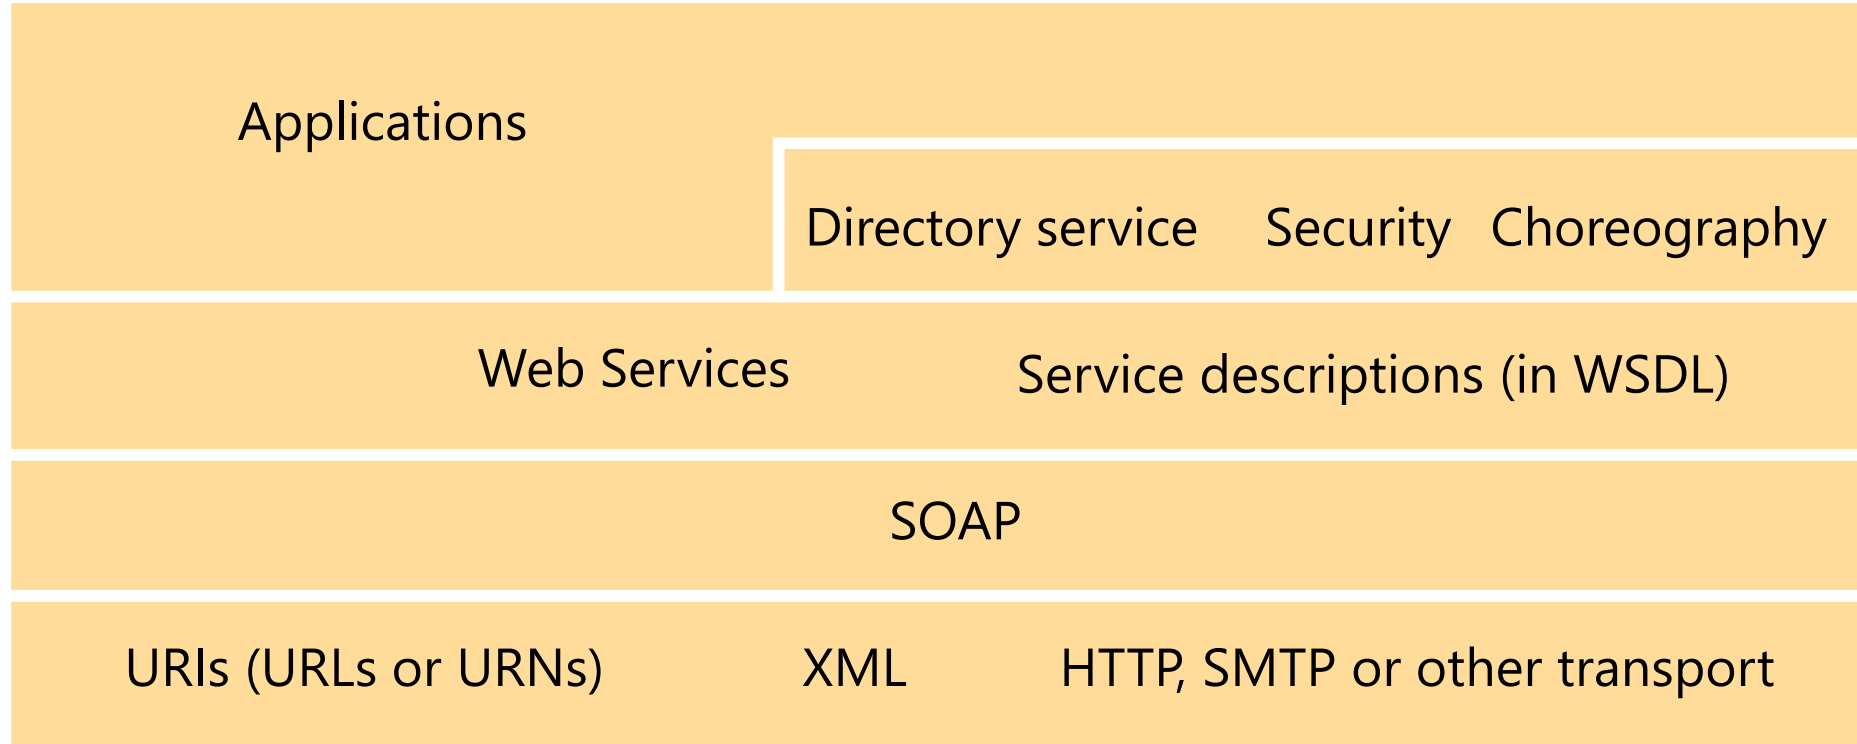 Applications
Directory service Security Choreography
Web Services Service descriptions (in WSDL)
SOAP
URIs (URLs or URNs) XML HTTP, SMTP or other transport